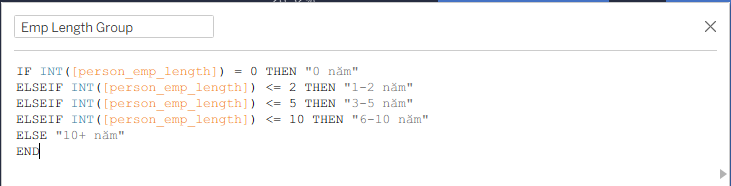 Emp Length Group
IF INT([person_emp_length]) = 0 THEN "0 năm"
ELSEIF INT([person_emp_length]) <= 2 THEN "1-2 năm"
ELSEIF INT([person_emp_length]) <= 5 THEN "3-5 năm"
ELSEIF INT([person_emp_length]) <= 10 THEN "6-10 năm"
ELSE "10+ năm"
END